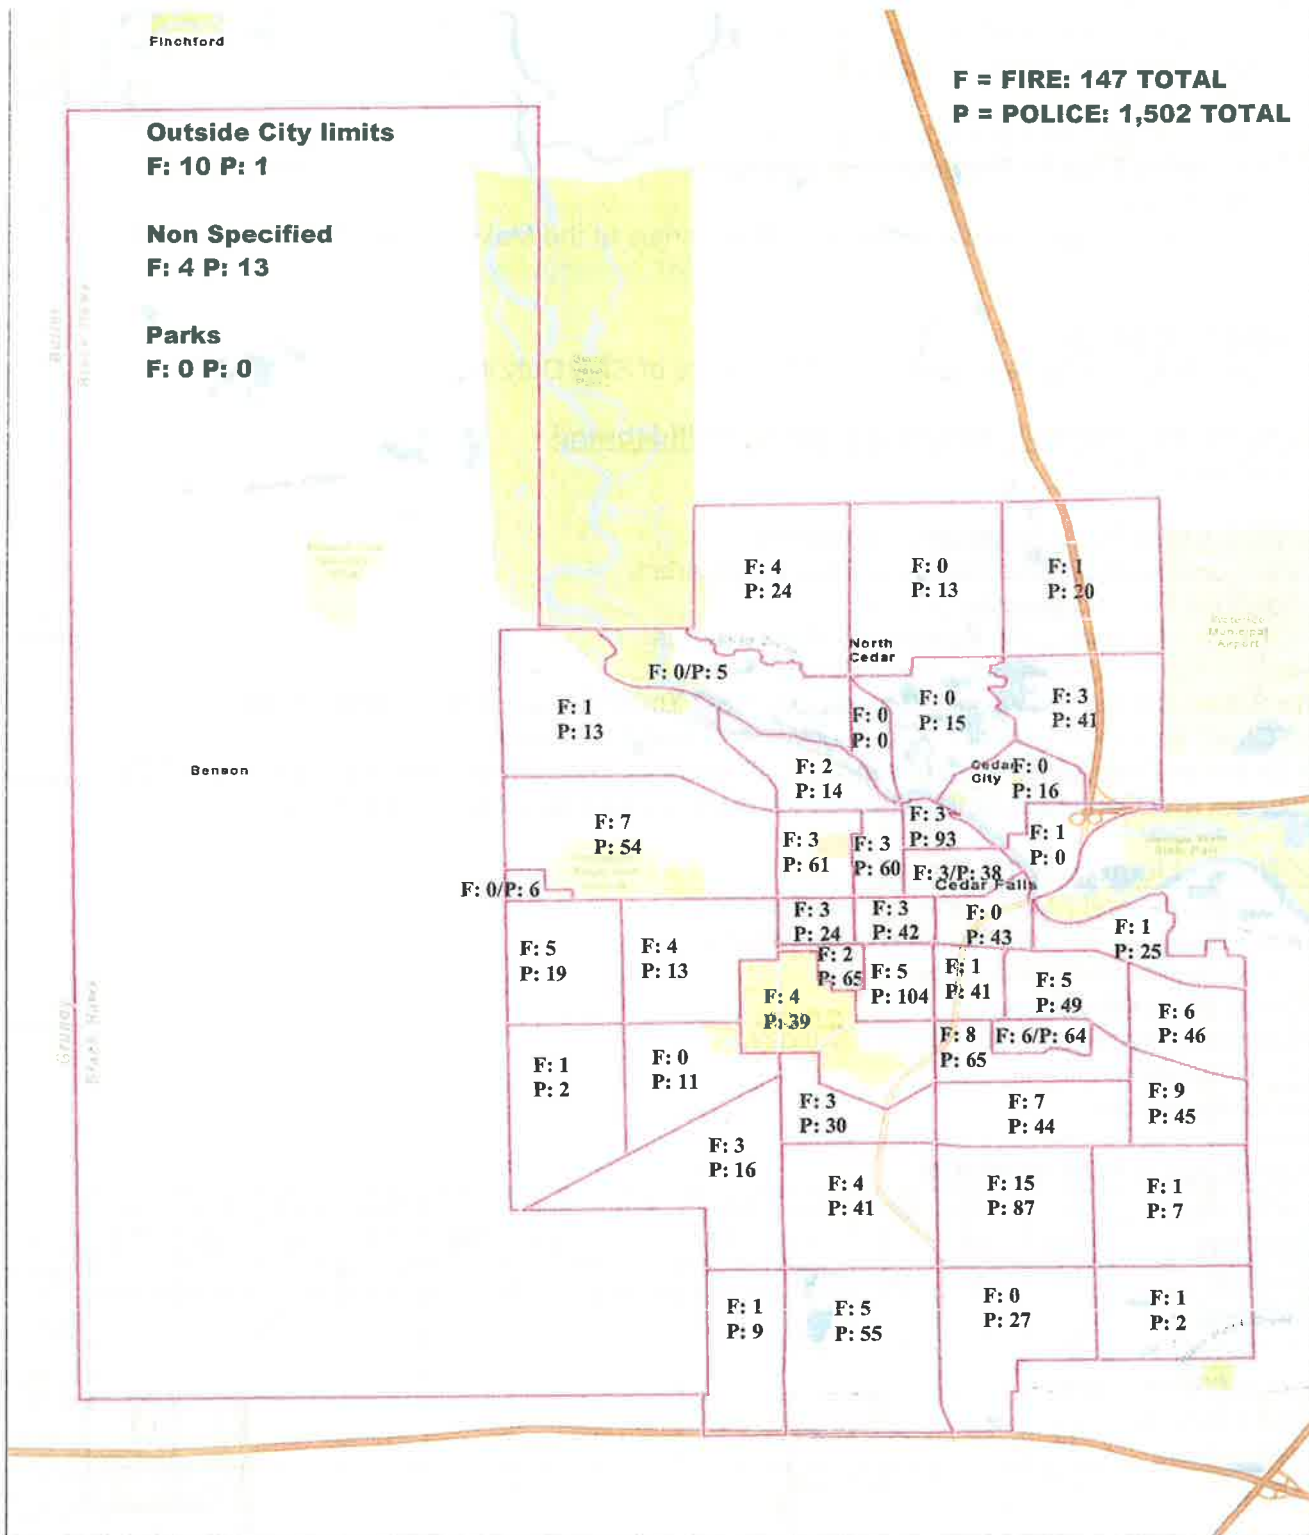 Finchford
F = FIRE: 147 TOTAL
P = POLICE: 1,502 TOTAL
Outside City limits
F: 10 P: 1
Non Specified
F: 4 P: 13
Parks
F: 0 P: 0
F: 4
P: 24
F: 0
P: 13
F: 1
P: 20
Municipal
Airport
North
Cedar
F: 0/P: 5
F: 1
P: 13
F: 0
P: 0
F: 0
P: 15
F: 3
P: 41
Benson
F: 2
P: 14
Cedar
City
F: 0
P: 16
F: 7
P: 54
F: 3
P: 61
F: 3
P: 60
F: 3
P: 93
F: 1
P: 0
F: 3/P: 38
Cedar Falls
F: 0/P: 6
F: 3
P: 24
F: 3
P: 42
F: 0
P: 43
F: 1
P: 25
F: 5
P: 19
F: 4
P: 13
F: 2
P: 65
F: 5
P: 104
F: 1
P: 41
F: 5
P: 49
F: 4
P: 39
F: 6
P: 46
F: 8
P: 65
F: 6/P: 64
Grundy
Black Hawk
F: 1
P: 2
F: 0
P: 11
F: 3
P: 30
F: 7
P: 44
F: 9
P: 45
F: 3
P: 16
F: 4
P: 41
F: 15
P: 87
F: 1
P: 7
F: 1
P: 9
F: 5
P: 55
F: 0
P: 27
F: 1
P: 2